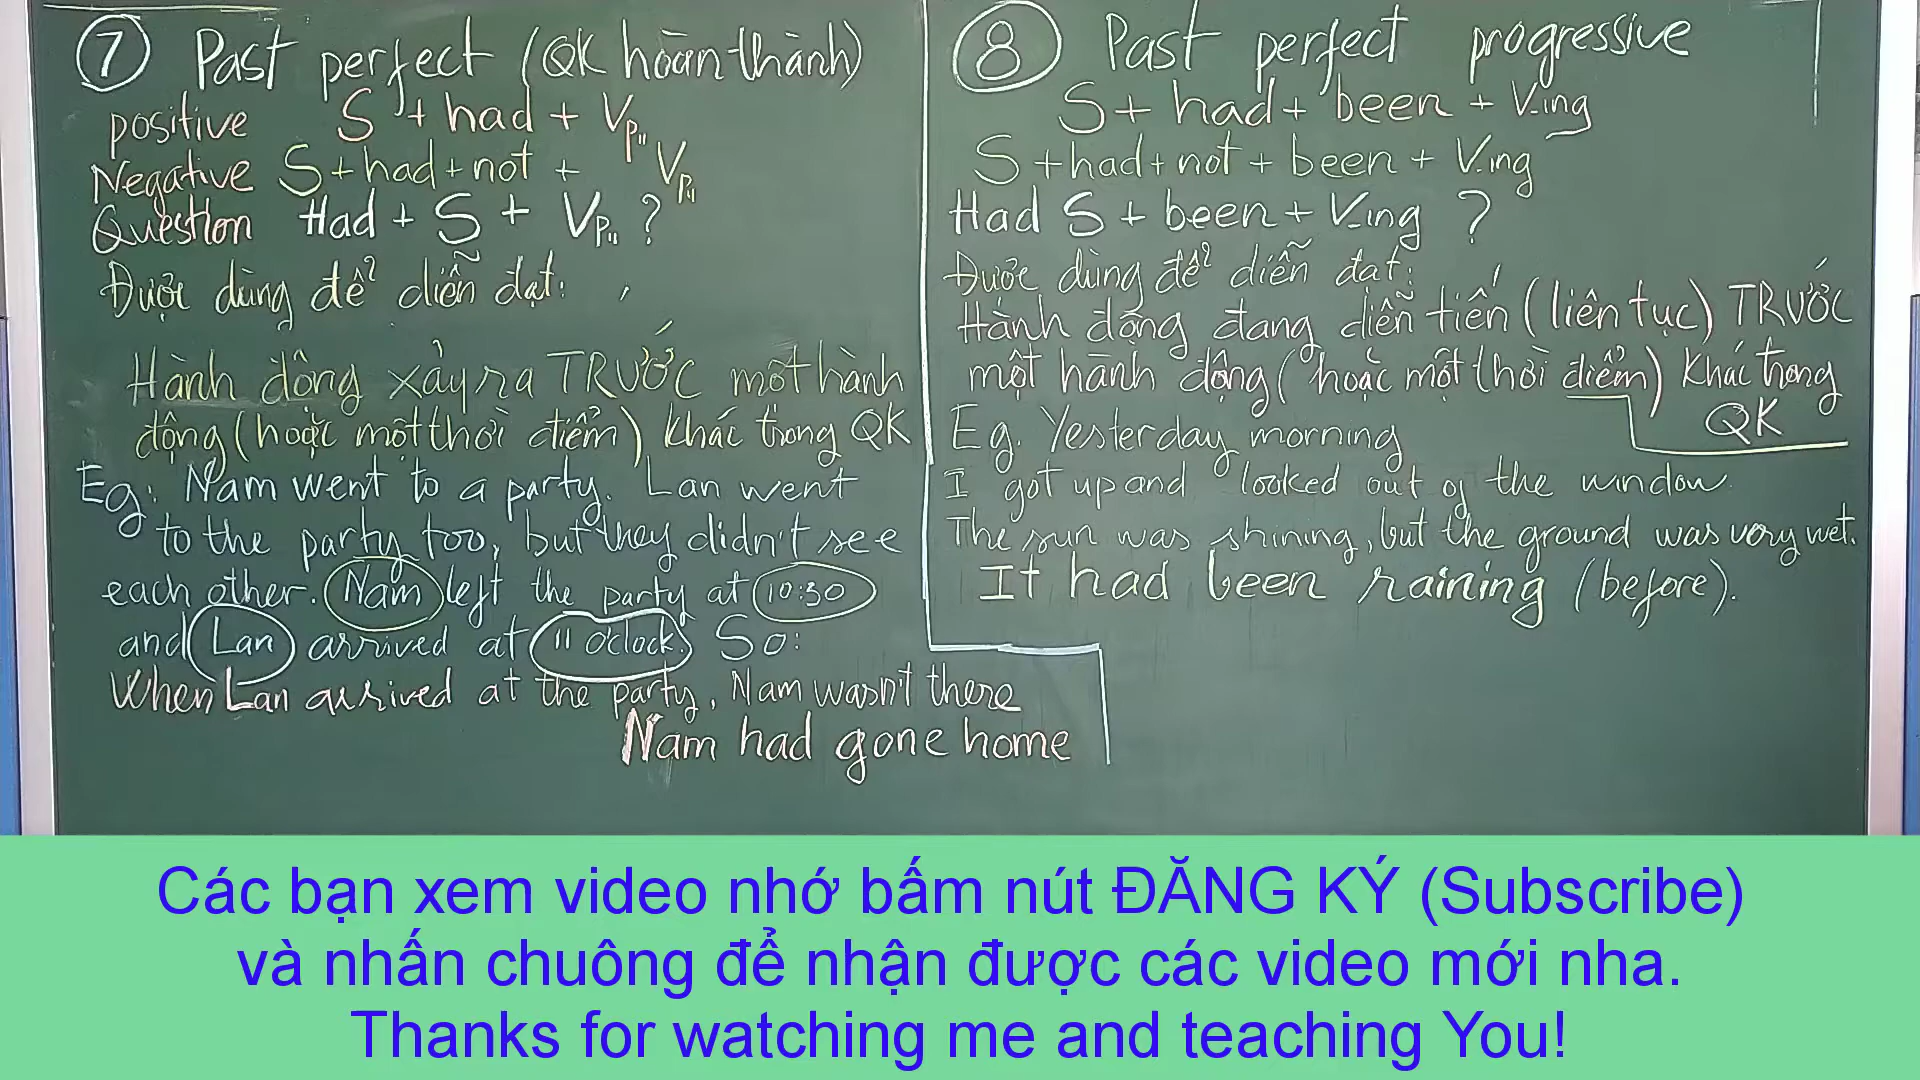 7 Past perfect (QK hoàn thành)
positive S + had + Vpıı
Negative S + had + not + Vpıı
Question Had + S + Vpıı ?
Được dùng để diễn đạt:
Hành động xảy ra TRƯỚC một hành
động (hoặc một thời điểm) khác trong QK
Eg: Nam went to a party. Lan went
to the party too, but they didn't see
each other. Nam left the party at 10:30
and Lan arrived at 11 o'clock. So:
When Lan arrived at the party, Nam wasn't there
Nam had gone home
8 Past perfect progressive
S + had + been + V-ing
S + had + not + been + V-ing
Had S + been + V-ing ?
Được dùng để diễn đạt:
Hành động đang diễn tiến (liên tục) TRƯỚC
một hành động (hoặc một thời điểm) khác trong
QK
Eg. Yesterday morning
I got up and looked out of the window.
The sun was shining, but the ground was very wet.
It had been raining (before).
Các bạn xem video nhớ bấm nút ĐĂNG KÝ (Subscribe)
và nhấn chuông để nhận được các video mới nha.
Thanks for watching me and teaching You!